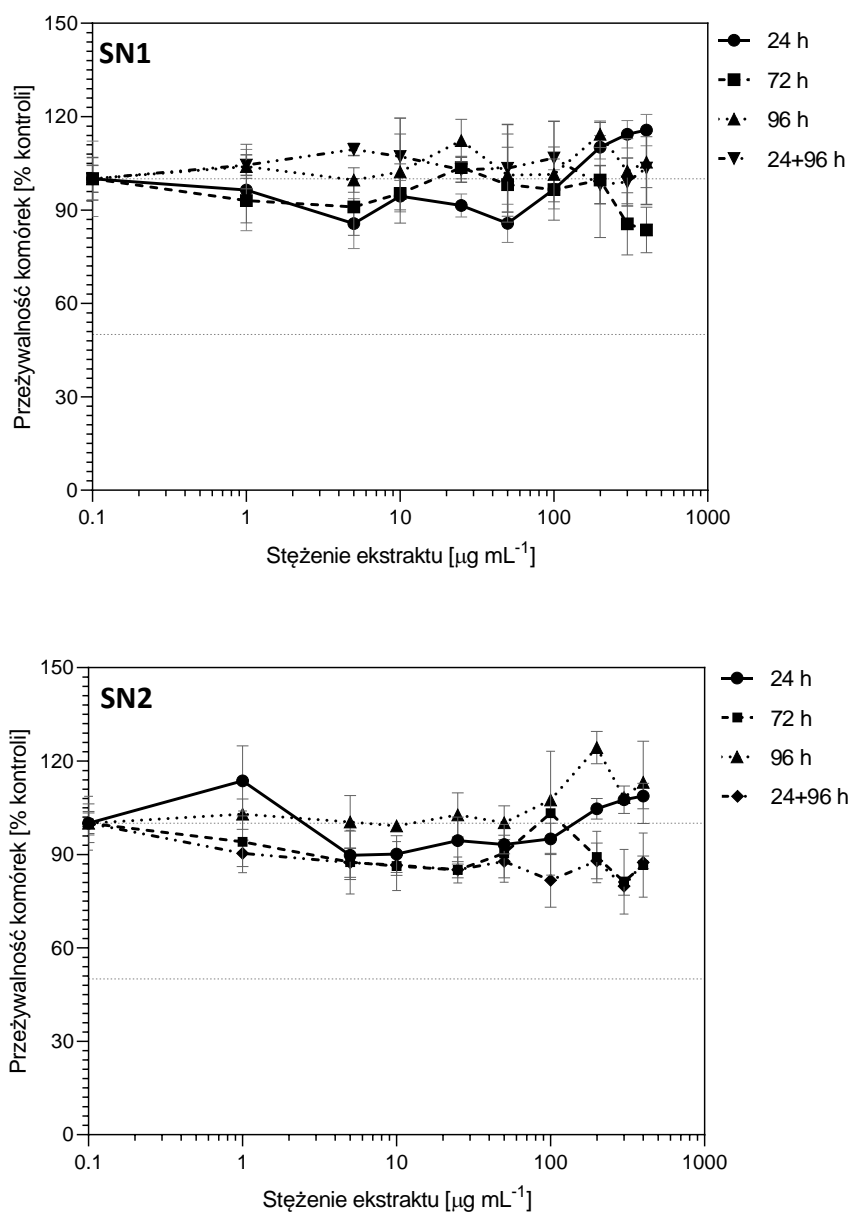 SN1
Przeżywalność komórek [% kontroli]
150
120
90
60
30
0
0.1
1
10
100
1000
Stężenie ekstraktu [µg mL⁻¹]
24 h
72 h
96 h
24+96 h
SN2
Przeżywalność komórek [% kontroli]
150
120
90
60
30
0
0.1
1
10
100
1000
Stężenie ekstraktu [µg mL⁻¹]
24 h
72 h
96 h
24+96 h